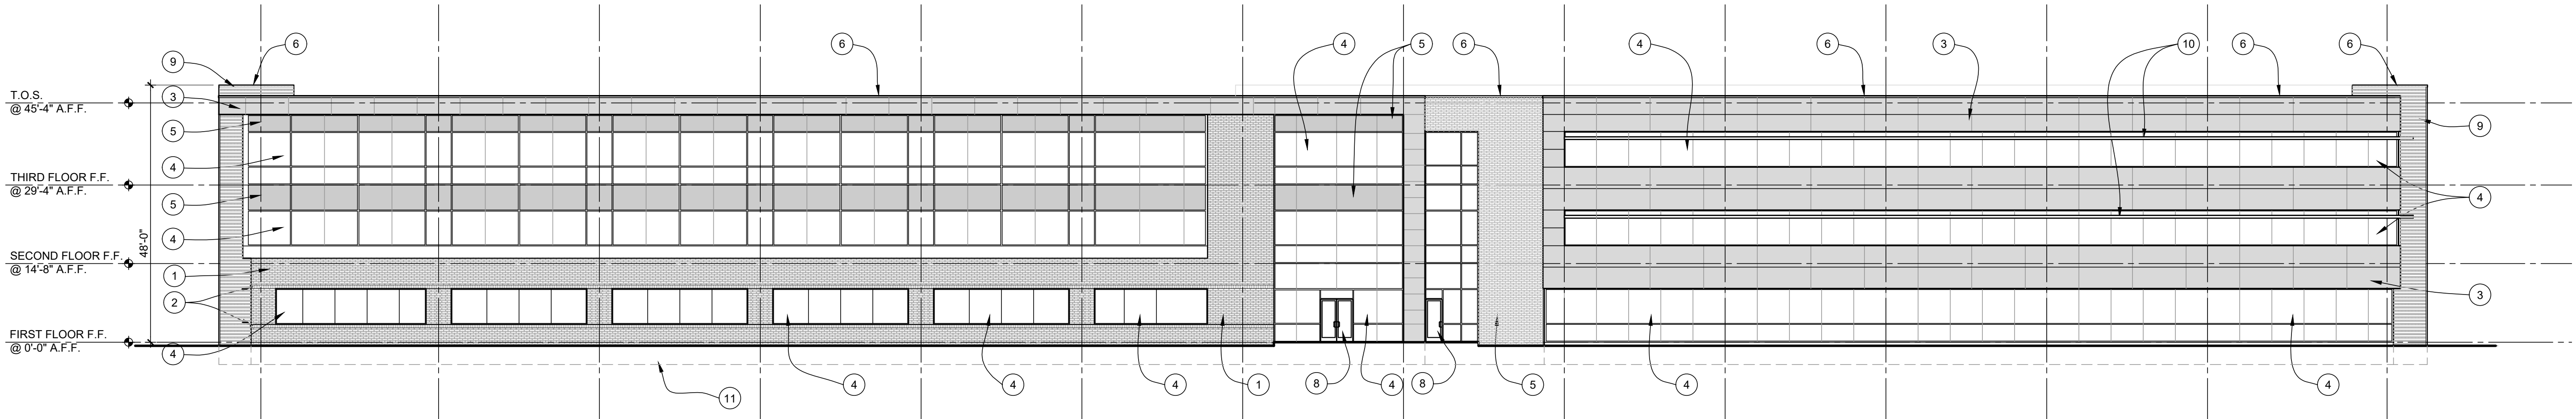 6 6 4 5 6 4 6 3 10 6 6
9
T.O.S.
@ 45'-4" A.F.F.
3
5
9
4
THIRD FLOOR F.F.
@ 29'-4" A.F.F.
5
4
4
48'-0"
SECOND FLOOR F.F.
@ 14'-8" A.F.F.
1
2
3
FIRST FLOOR F.F.
@ 0'-0" A.F.F.
4
11 4 4 4 1 8 4 8 5 4 4